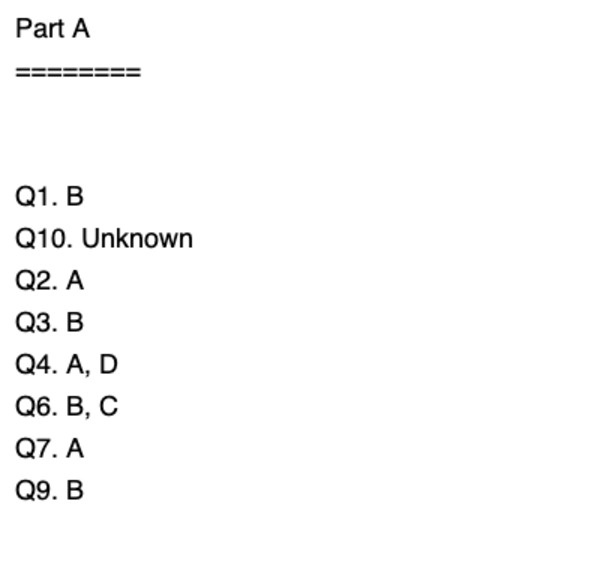 Part A
========
Q1. B
Q10. Unknown
Q2. A
Q3. B
Q4. A, D
Q6. B, C
Q7. A
Q9. B